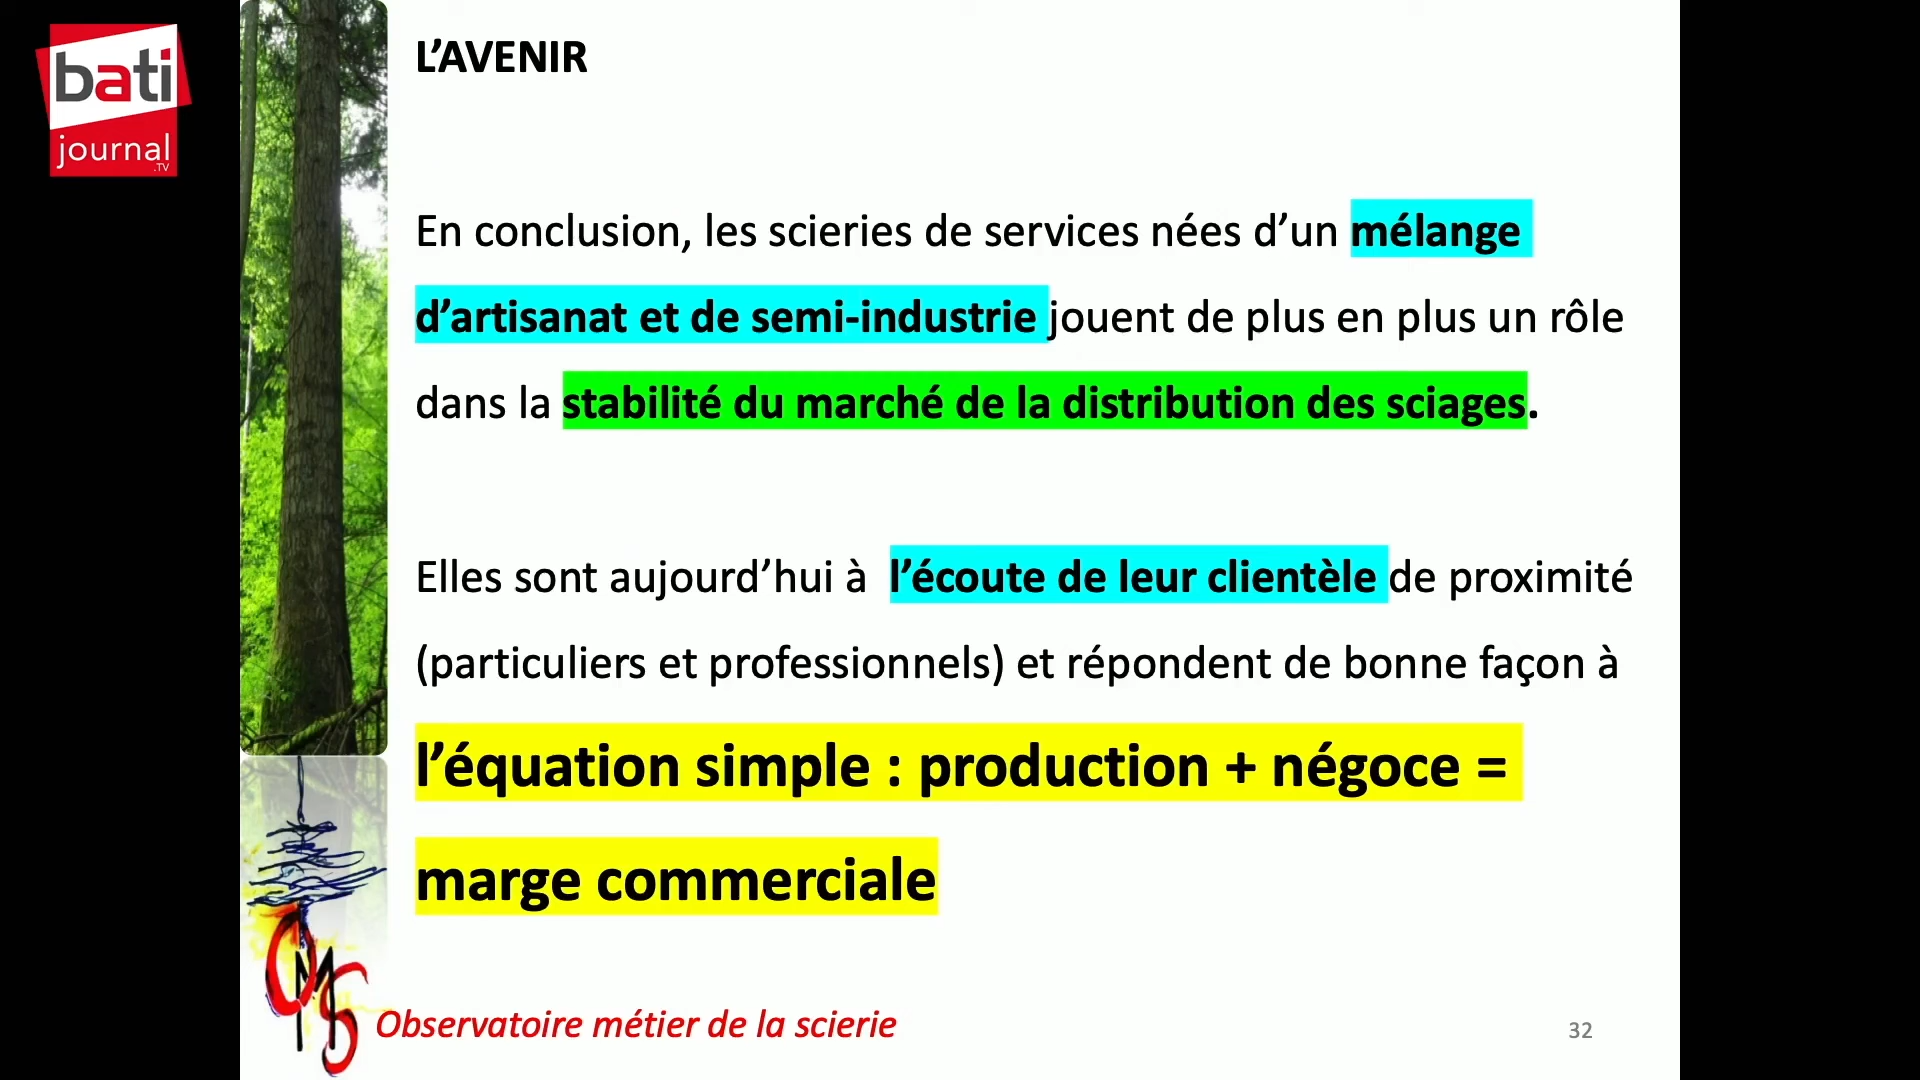 bati
journal
.TV
L’AVENIR
En conclusion, les scieries de services nées d’un mélange
d’artisanat et de semi-industrie jouent de plus en plus un rôle
dans la stabilité du marché de la distribution des sciages.
Elles sont aujourd’hui à l’écoute de leur clientèle de proximité
(particuliers et professionnels) et répondent de bonne façon à
l’équation simple : production + négoce =
marge commerciale
OMS
Observatoire métier de la scierie
32